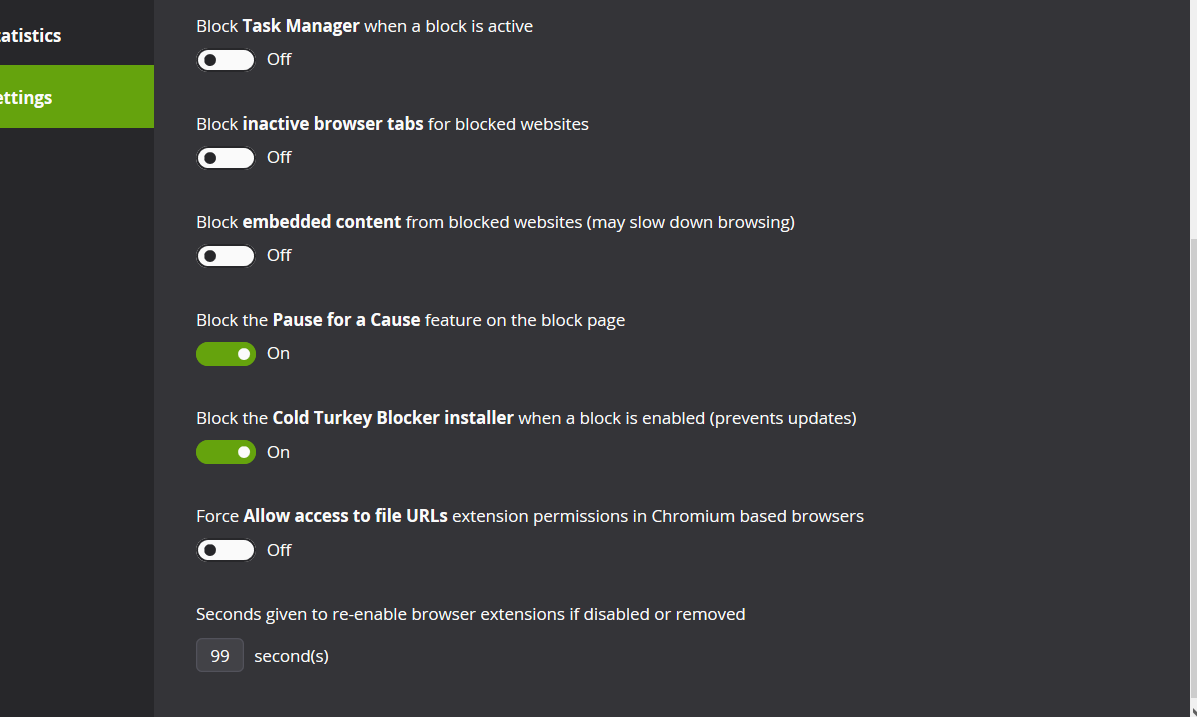 atistics
ettings
Block Task Manager when a block is active
Off
Block inactive browser tabs for blocked websites
Off
Block embedded content from blocked websites (may slow down browsing)
Off
Block the Pause for a Cause feature on the block page
On
Block the Cold Turkey Blocker installer when a block is enabled (prevents updates)
On
Force Allow access to file URLs extension permissions in Chromium based browsers
Off
Seconds given to re-enable browser extensions if disabled or removed
99 second(s)